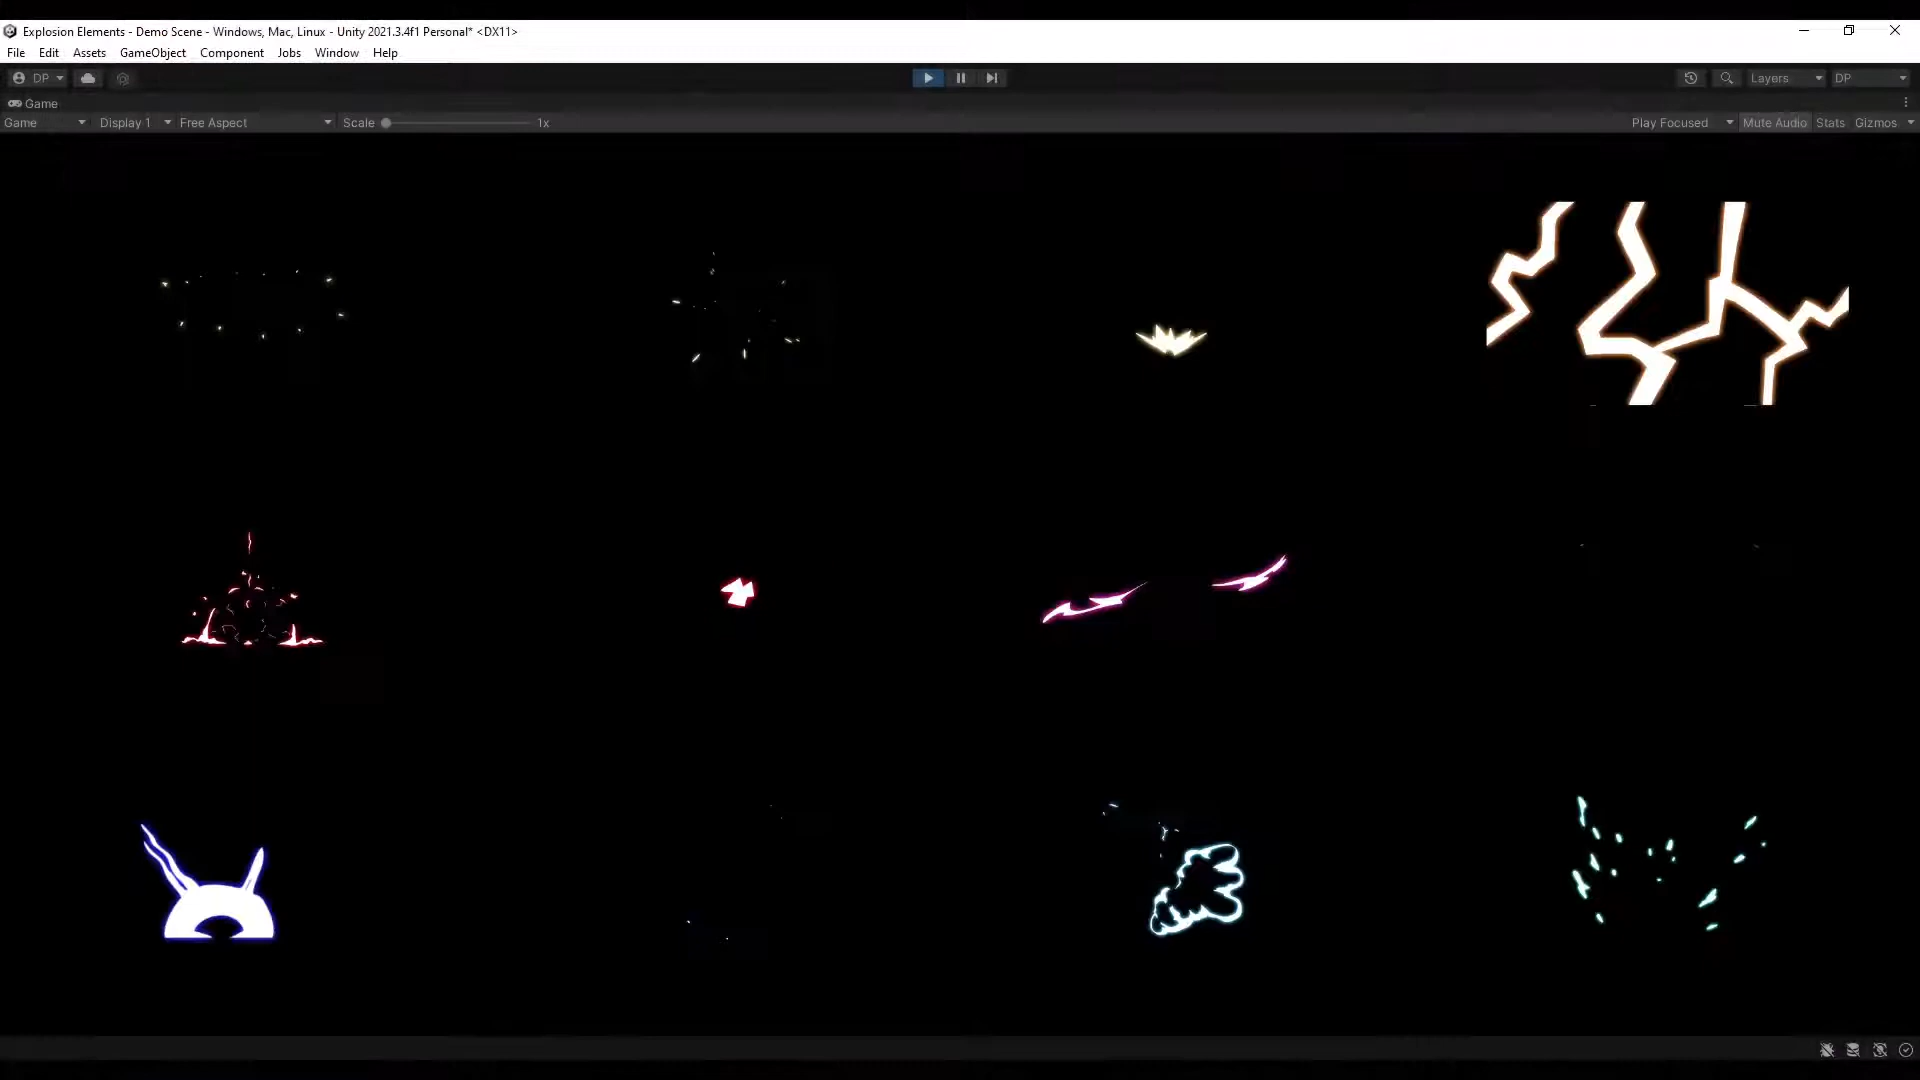 Explosion Elements - Demo Scene - Windows, Mac, Linux - Unity 2021.3.4f1 Personal* <DX11>
File Edit Assets GameObject Component Jobs Window Help
DP Layers DP
Game
Game Display 1 Free Aspect Scale 1x Play Focused Mute Audio Stats Gizmos